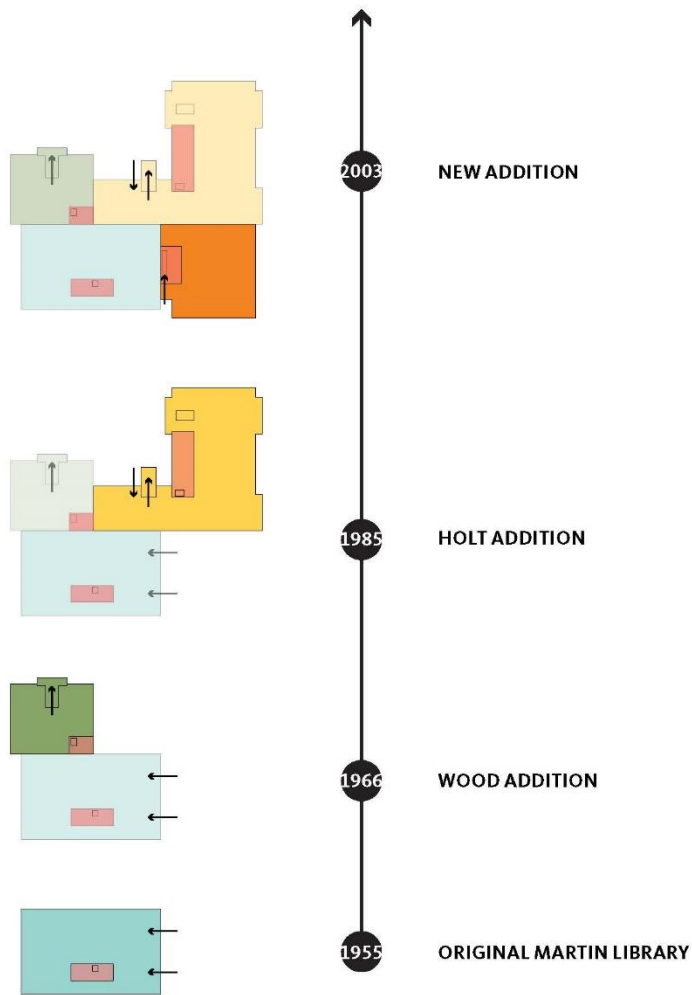 2003 NEW ADDITION
1985 HOLT ADDITION
1966 WOOD ADDITION
1955 ORIGINAL MARTIN LIBRARY